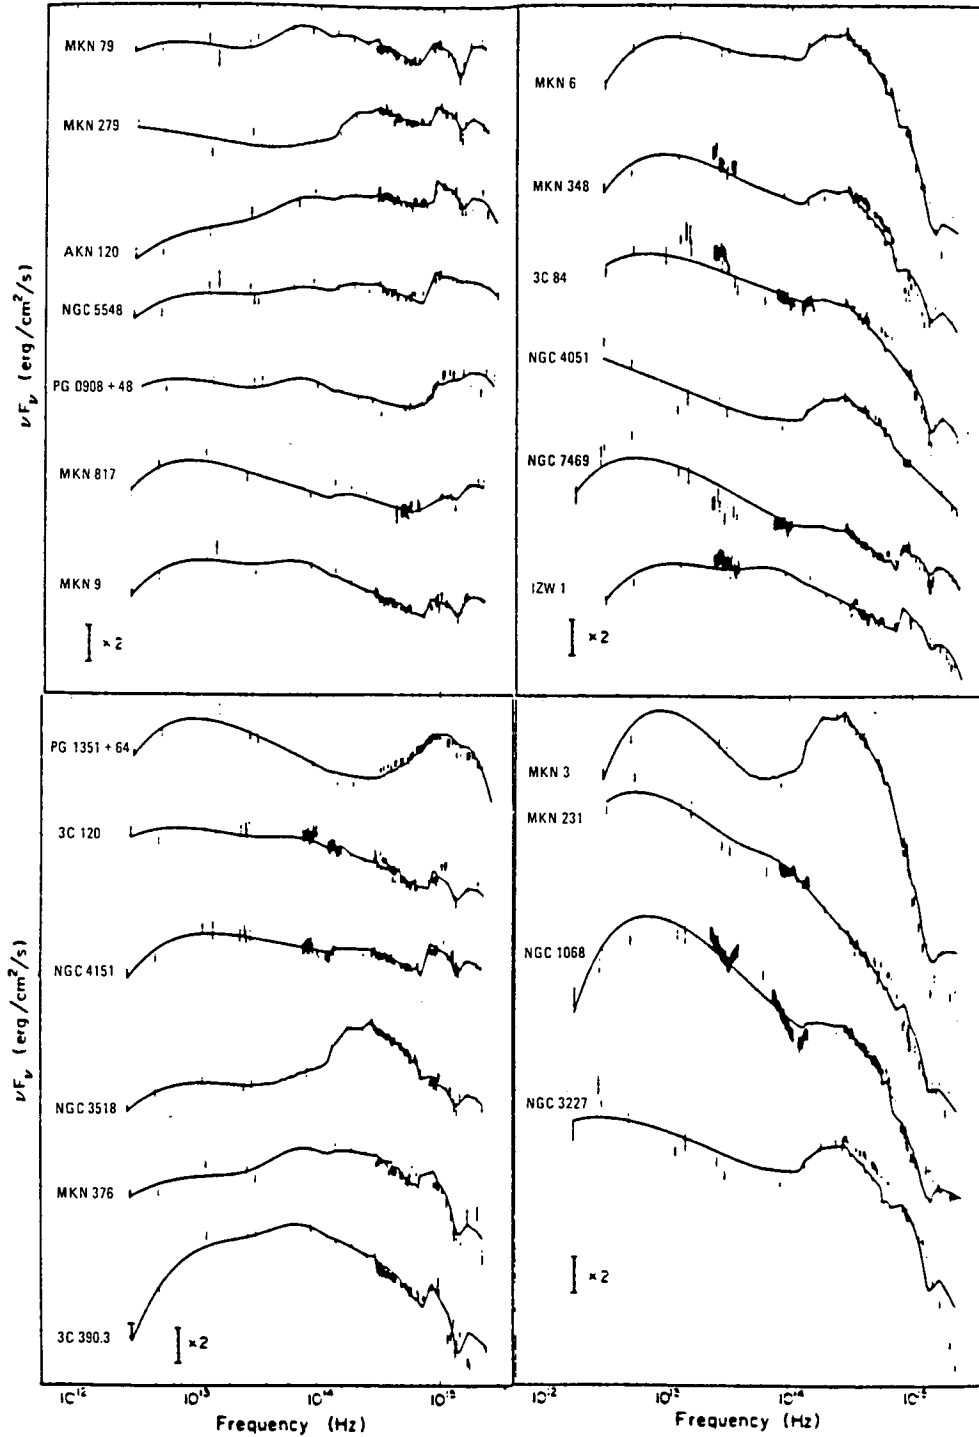 MKN 79
MKN 279
AKN 120
NGC 5548
PG 0908 + 48
MKN 817
MKN 9
×2
νFν (erg/cm²/s)
MKN 6
MKN 348
3C 84
NGC 4051
NGC 7469
IZW 1
×2
PG 1351 + 64
3C 120
NGC 4151
NGC 3518
MKN 376
3C 390.3
×2
νFν (erg/cm²/s)
10¹² 10¹³ 10¹⁴ 10¹⁵
Frequency (Hz)
MKN 3
MKN 231
NGC 1068
NGC 3227
×2
10¹² 10¹³ 10¹⁴ 10¹⁵
Frequency (Hz)